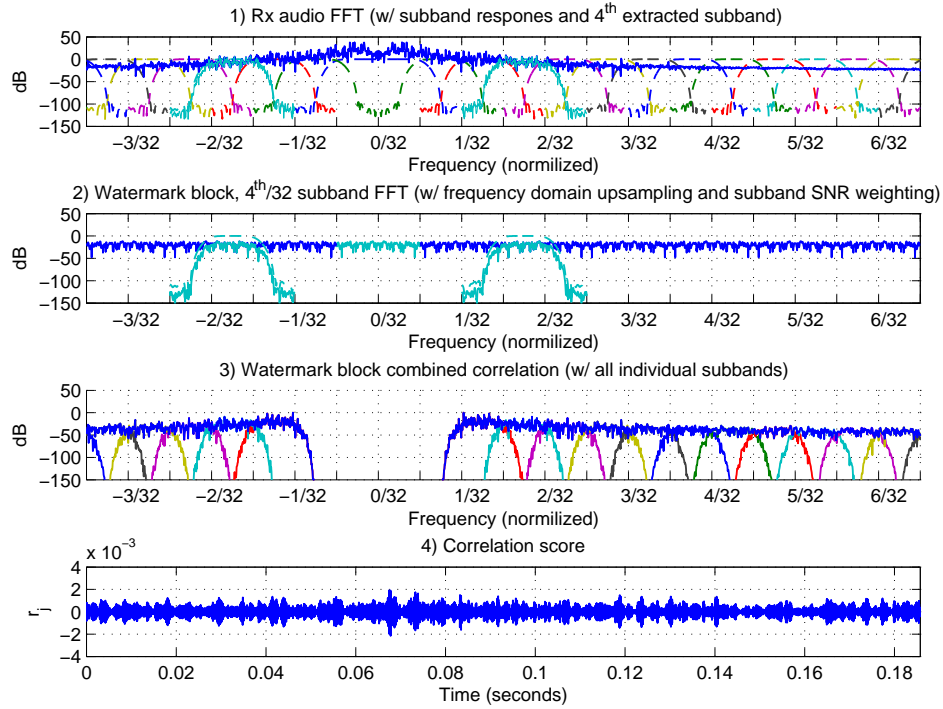 1) Rx audio FFT (w/ subband respones and 4th extracted subband)
50
0
−50
−100
−150
dB
−3/32 −2/32 −1/32 0/32 1/32 2/32 3/32 4/32 5/32 6/32
Frequency (normilized)
2) Watermark block, 4th/32 subband FFT (w/ frequency domain upsampling and subband SNR weighting)
50
0
−50
−100
−150
dB
−3/32 −2/32 −1/32 0/32 1/32 2/32 3/32 4/32 5/32 6/32
Frequency (normilized)
3) Watermark block combined correlation (w/ all individual subbands)
50
0
−50
−100
−150
dB
−3/32 −2/32 −1/32 0/32 1/32 2/32 3/32 4/32 5/32 6/32
Frequency (normilized)
x 10−3
4) Correlation score
4
2
0
−2
−4
rj
0 0.02 0.04 0.06 0.08 0.1 0.12 0.14 0.16 0.18
Time (seconds)